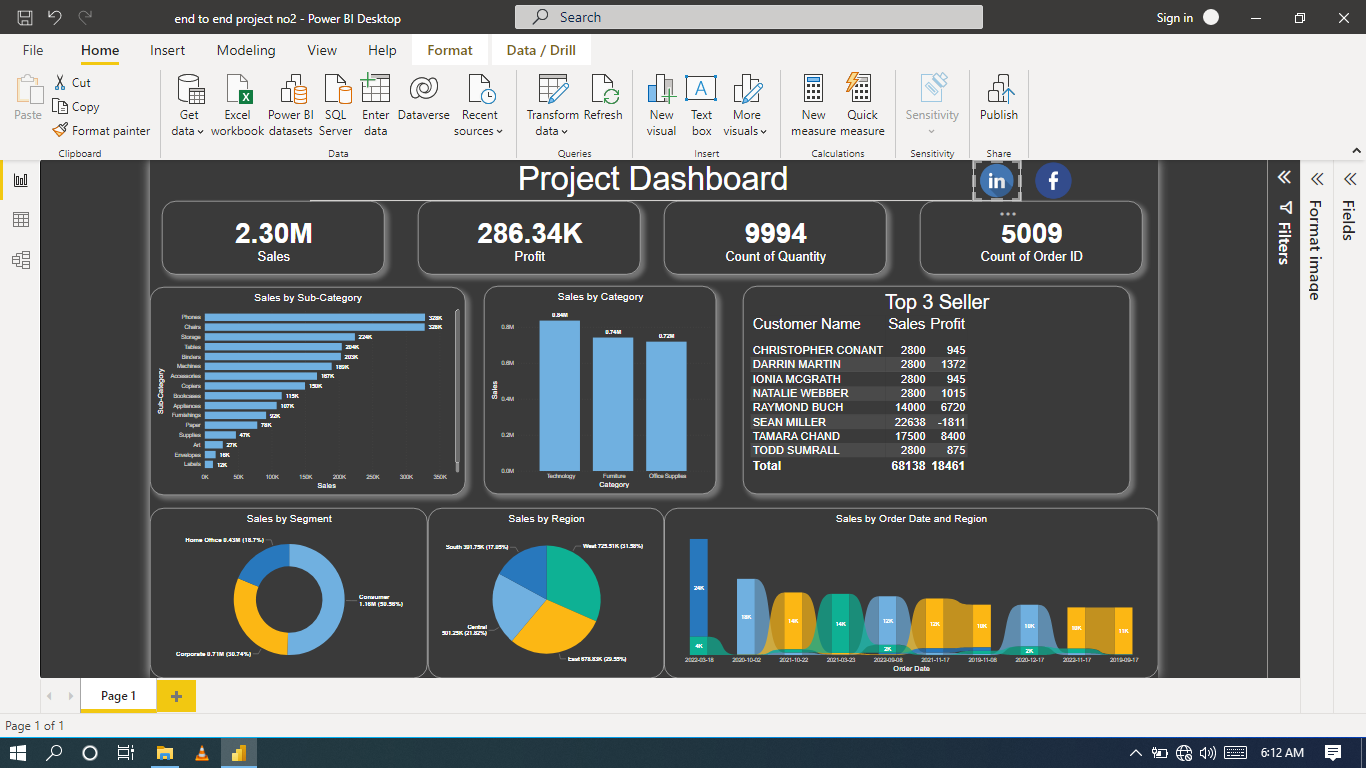 end to end project no2 - Power BI Desktop
Search
Sign in
File Home Insert Modeling View Help Format Data / Drill
Paste
Cut
Copy
Format painter
Clipboard
Get data
Excel workbook
Power BI datasets
SQL Server
Enter data
Dataverse
Recent sources
Data
Transform data
Refresh
Queries
New visual
Text box
More visuals
Insert
New measure
Quick measure
Calculations
Sensitivity
Sensitivity
Publish
Share
Project Dashboard
in
f
2.30M
Sales
286.34K
Profit
9994
Count of Quantity
5009
Count of Order ID
Filters
Format image
Fields
Sales by Sub-Category
Sub-Category
Phones 328K
Chairs 328K
Storage 224K
Tables 204K
Binders 203K
Machines 189K
Accessories 167K
Copiers 150K
Bookcases 115K
Appliances 107K
Furnishings 92K
Paper 78K
Supplies 47K
Art 27K
Envelopes 16K
Labels 12K
0K 50K 100K 150K 200K 250K 300K 350K
Sales
Sales by Category
Sales
0.8M
0.6M
0.4M
0.2M
0.0M
0.84M
0.74M
0.72M
Technology Furniture Office Supplies
Category
Top 3 Seller
Customer Name Sales Profit
CHRISTOPHER CONANT 2800 945
DARRIN MARTIN 2800 1372
IONIA MCGRATH 2800 945
NATALIE WEBBER 2800 1015
RAYMOND BUCH 14000 6720
SEAN MILLER 22638 -1811
TAMARA CHAND 17500 8400
TODD SUMRALL 2800 875
Total 68138 18461
Sales by Segment
Home Office 0.43M (18.7%)
Consumer
1.16M (50.56%)
Corporate 0.71M (30.74%)
Sales by Region
South 391.75K (17.05%)
West 725.51K (31.58%)
Central
501.25K (21.82%)
East 678.83K (29.55%)
Sales by Order Date and Region
24K
4K
18K
14K
14K
12K
2K
12K
10K
10K
2K
10K
11K
2022-03-18 2020-10-02 2021-10-22 2021-03-23 2022-09-08 2021-11-17 2019-11-08 2020-12-17 2022-11-17 2019-09-17
Order Date
Page 1
Page 1 of 1
6:12 AM